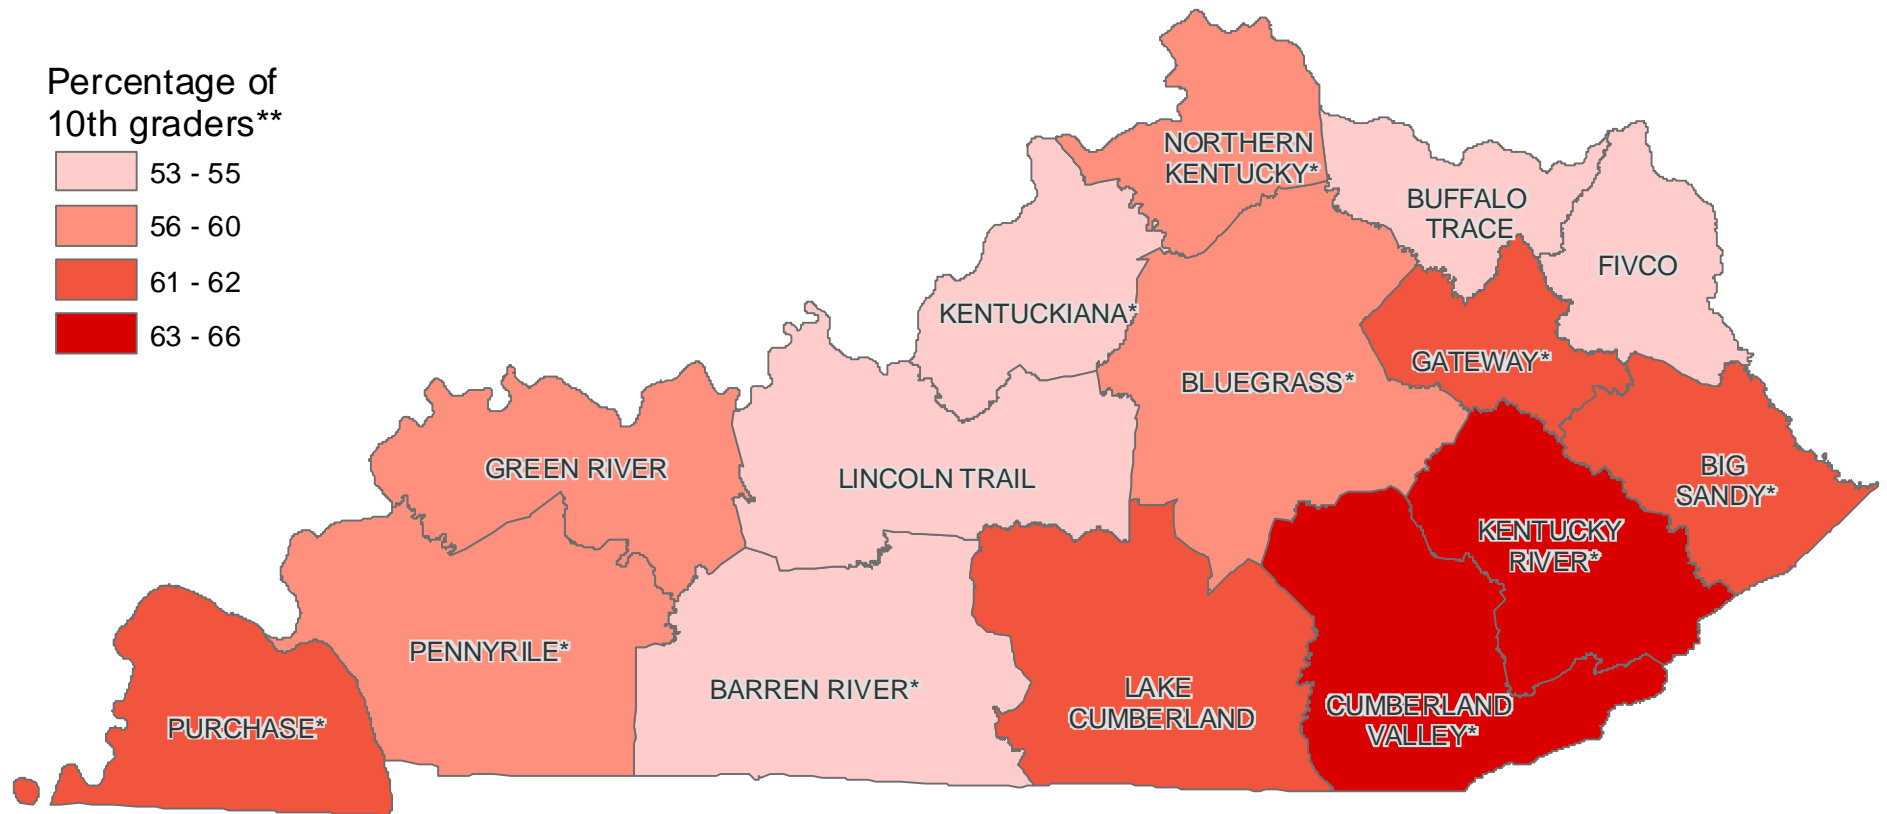 Percentage of
10th graders**
53 - 55
56 - 60
61 - 62
63 - 66
NORTHERN
KENTUCKY*
BUFFALO
TRACE
FIVCO
KENTUCKIANA*
GATEWAY*
BLUEGRASS*
GREEN RIVER
LINCOLN TRAIL
BIG
SANDY*
KENTUCKY
RIVER*
PENNYRILE*
BARREN RIVER*
LAKE
CUMBERLAND
CUMBERLAND
VALLEY*
PURCHASE*